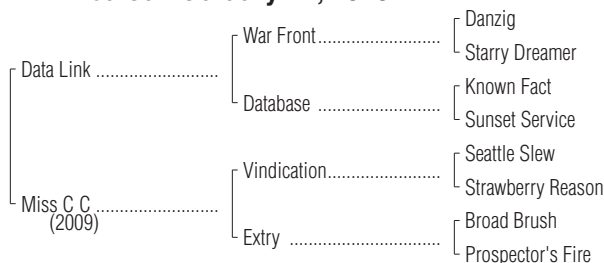 Danzig
War Front
Starry Dreamer
Data Link
Known Fact
Database
Sunset Service
Seattle Slew
Vindication
Strawberry Reason
Miss C C
(2009)
Broad Brush
Extry
Prospector's Fire